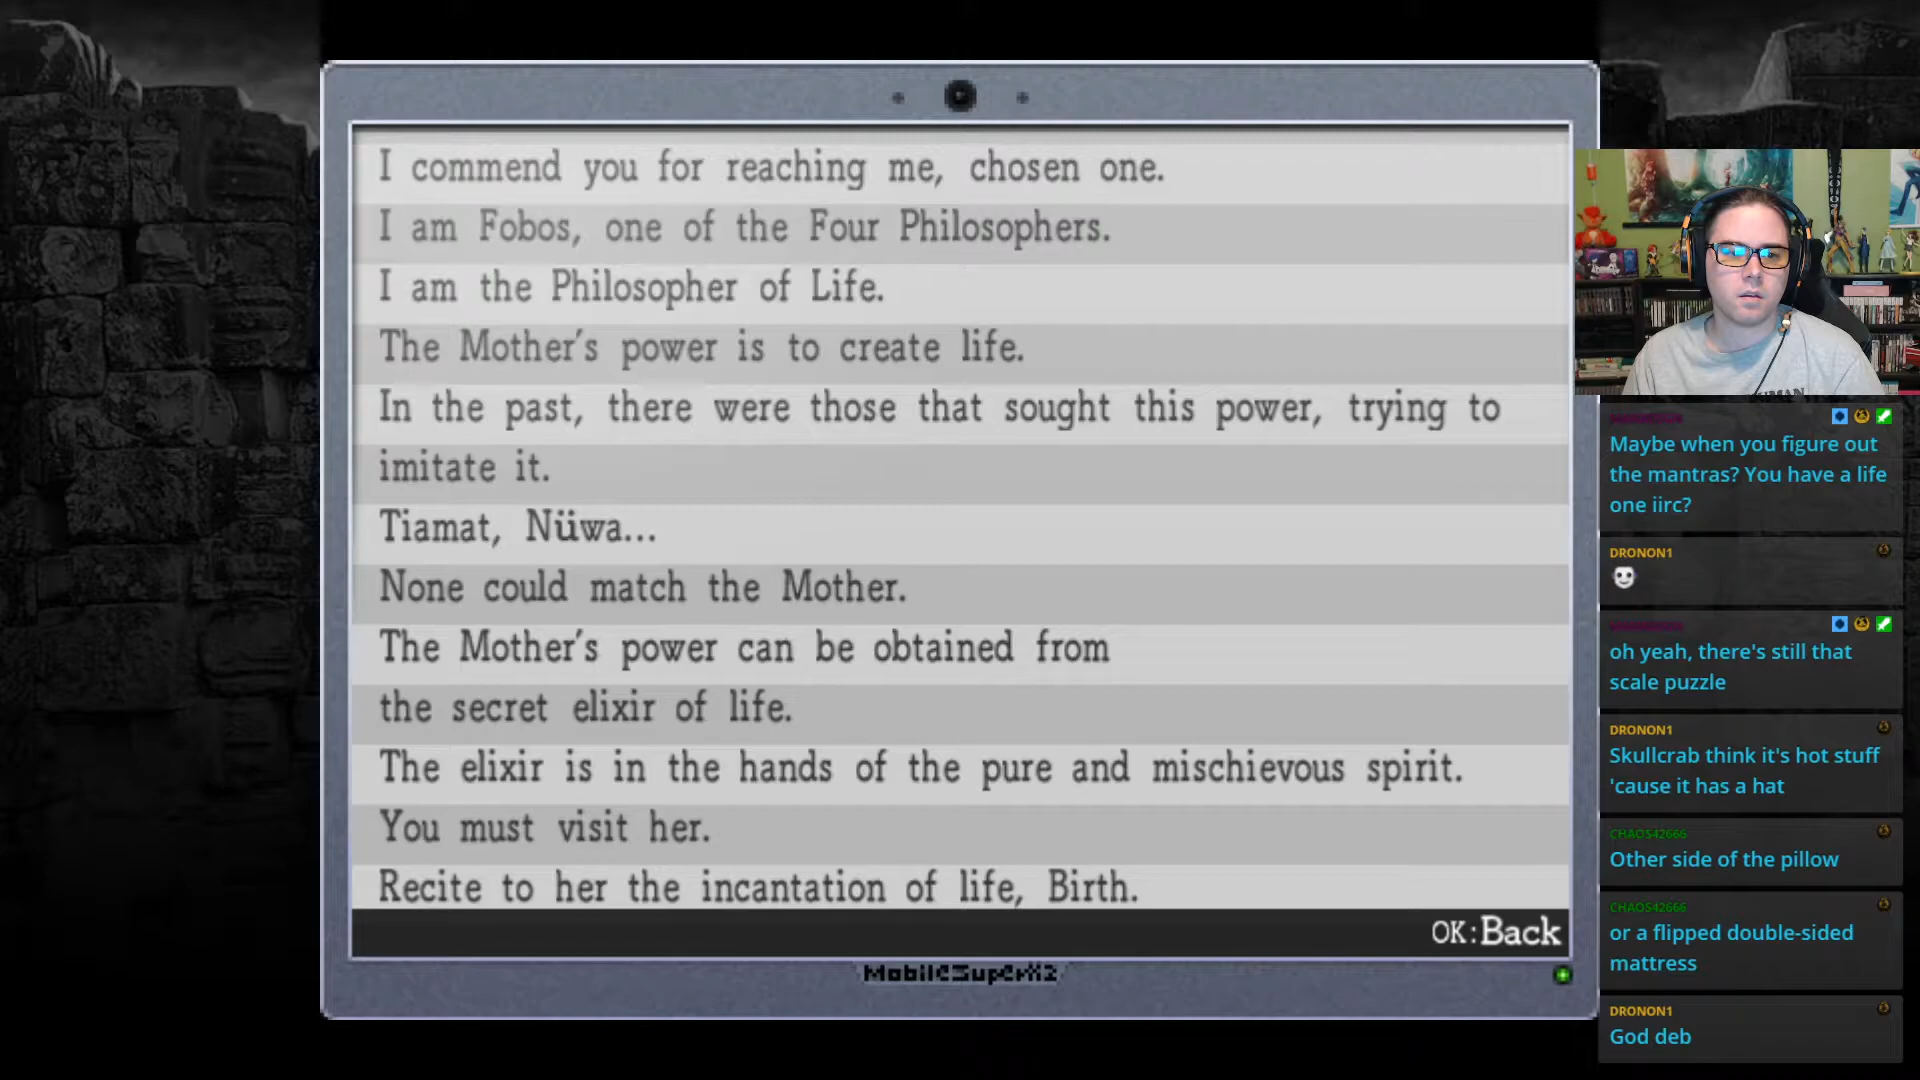 I commend you for reaching me, chosen one.
I am Fobos, one of the Four Philosophers.
I am the Philosopher of Life.
The Mother's power is to create life.
In the past, there were those that sought this power, trying to
imitate it.
Tiamat, Nüwa...
None could match the Mother.
The Mother's power can be obtained from
the secret elixir of life.
The elixir is in the hands of the pure and mischievous spirit.
You must visit her.
Recite to her the incantation of life, Birth.
OK:Back
MobileSuperX2
Maybe when you figure out
the mantras? You have a life
one iirc?
DRONON1
oh yeah, there's still that
scale puzzle
DRONON1
Skullcrab think it's hot stuff
'cause it has a hat
CHAOS42666
Other side of the pillow
CHAOS42666
or a flipped double-sided
mattress
DRONON1
God deb